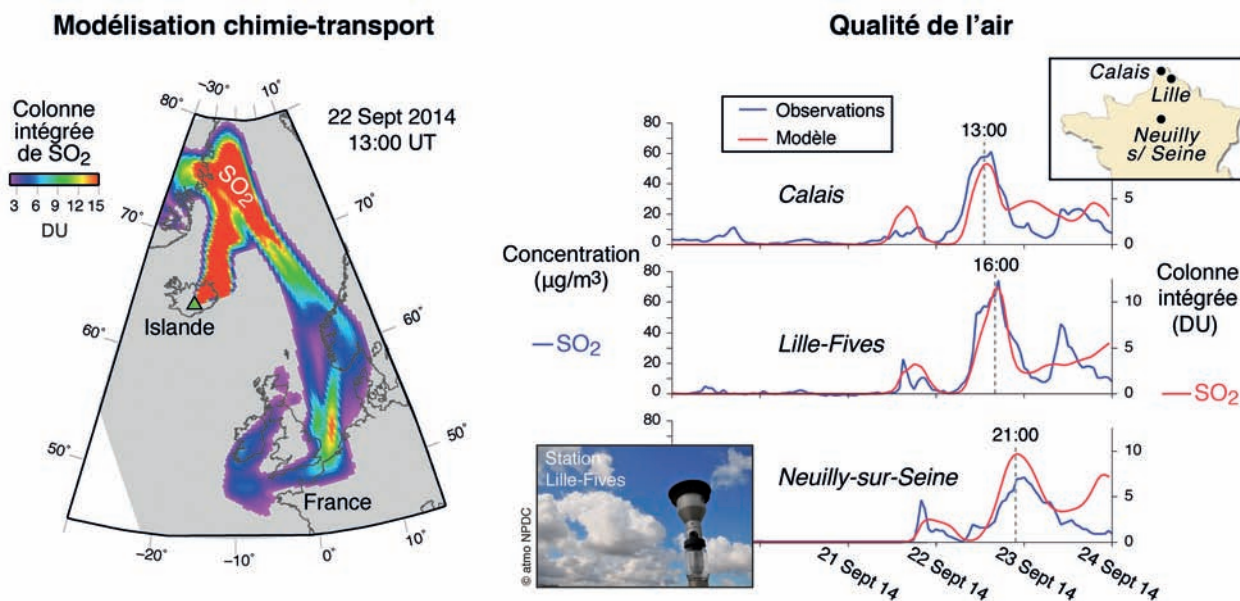 Modélisation chimie-transport
Colonne
intégrée
de SO2
3 6 9 12 15
DU
22 Sept 2014
13:00 UT
80° −30° 10°
70° 70°
60° 60°
50° 50°
−20° −10° 0° 10°
SO2
Islande
France
Qualité de l'air
Observations
Modèle
Calais
Lille
Neuilly
s/ Seine
Concentration
(µg/m³)
SO2
80
60
40
20
0
13:00
Calais
5
0
80
60
40
20
0
16:00
Lille-Fives
10
5
0
Colonne
intégrée
(DU)
SO2
80
21:00
Neuilly-sur-Seine
10
5
0
21 Sept 14
22 Sept 14
23 Sept 14
24 Sept 14
Station
Lille-Fives
© atmo NPDC